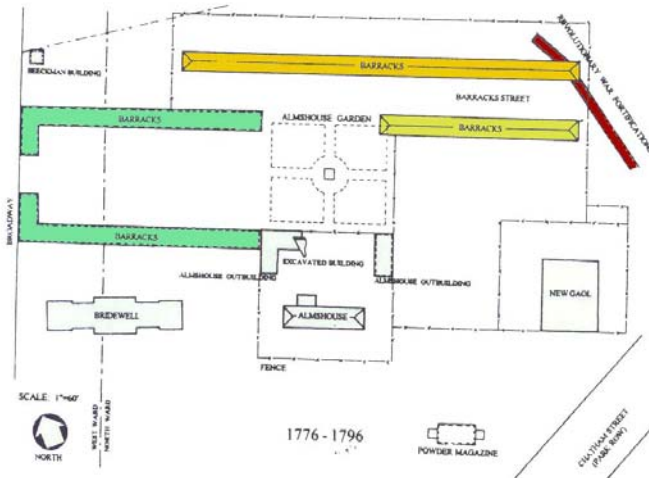 REVOLUTIONARY WAR FORTIFICATIONS
BARRACKS
BREEKMAN BUILDING
BARRACKS STREET
BARRACKS
ALMSHOUSE GARDEN
BARRACKS
BROADWAY
BARRACKS
EXCAVATED BUILDING
ALMSHOUSE OUTBUILDING
ALMSHOUSE OUTBUILDING
NEW GAOL
BRIDEWELL
ALMSHOUSE
FENCE
SCALE: 1"=60'
WEST WARD
NORTH WARD
NORTH
1776 - 1796
POWDER MAGAZINE
CHATHAM STREET
(PARK ROW)